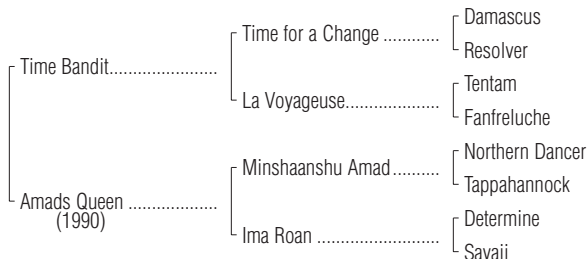 Damascus
Time for a Change ...........
Resolver
Time Bandit......................
Tentam
La Voyageuse...................
Fanfreluche
Northern Dancer
Minshaanshu Amad ..........
Tappahannock
Amads Queen ..................
(1990)
Determine
Ima Roan .........................
Savaii